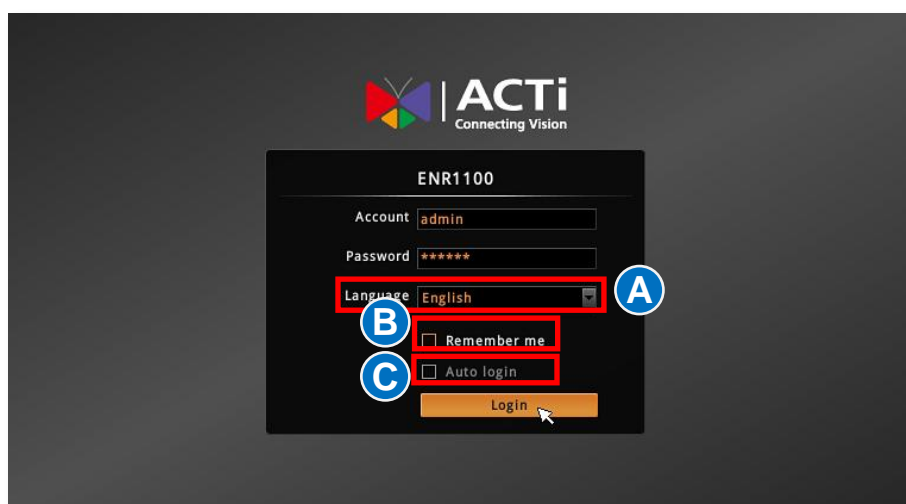 ACTi
Connecting Vision
ENR1100
Account admin
Password ******
Language English
A
B
Remember me
C
Auto login
Login